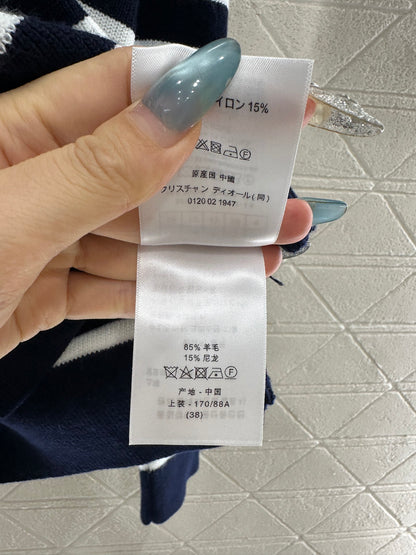 イロン 15%
原産国 中國
クリスチャン ディオール(同)
0120 02 1947
85% 羊毛
15% 尼龙
产地 - 中国
上装 - 170/88A
(38)